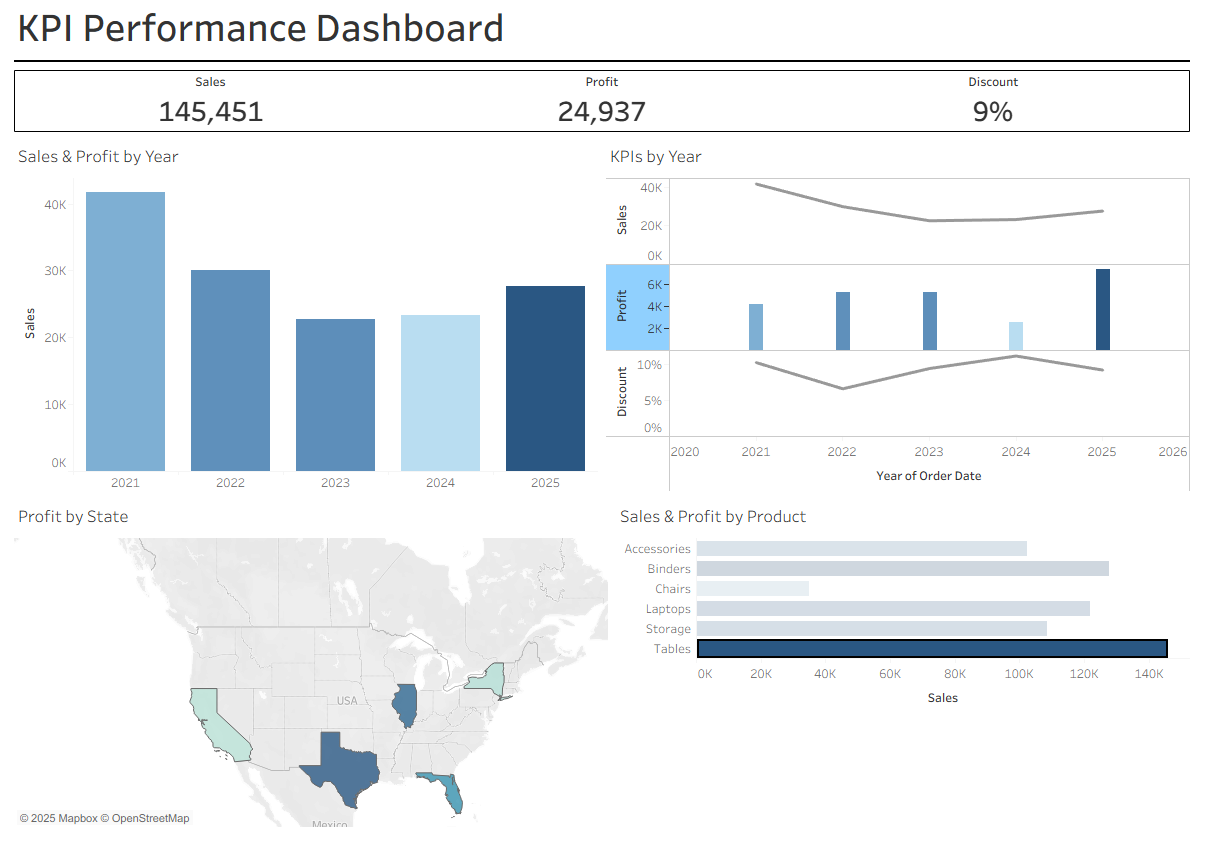 KPI Performance Dashboard
Sales Profit Discount
145,451 24,937 9%
Sales & Profit by Year
Sales
40K
30K
20K
10K
0K
2021 2022 2023 2024 2025
KPIs by Year
Sales
40K
20K
0K
Profit
6K
4K
2K
Discount
10%
5%
0%
2020 2021 2022 2023 2024 2025 2026
Year of Order Date
Profit by State
USA
Mexico
© 2025 Mapbox © OpenStreetMap
Sales & Profit by Product
Accessories
Binders
Chairs
Laptops
Storage
Tables
0K 20K 40K 60K 80K 100K 120K 140K
Sales